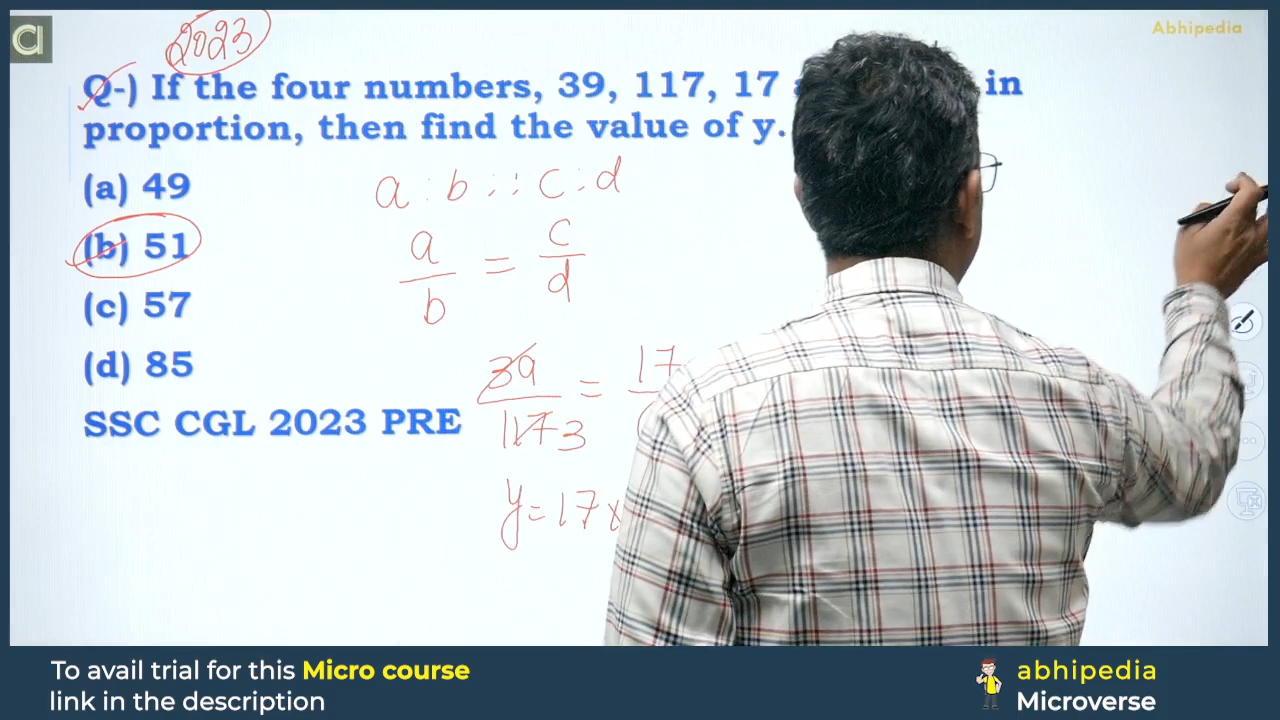 Abhipedia
2023
Q-) If the four numbers, 39, 117, 17 in
proportion, then find the value of y.
(a) 49
a : b :: c : d
(b) 51
a/b = c/d
(c) 57
(d) 85
39/117 3 = 17
SSC CGL 2023 PRE
y = 17 x
To avail trial for this Micro course
link in the description
abhipedia
Microverse